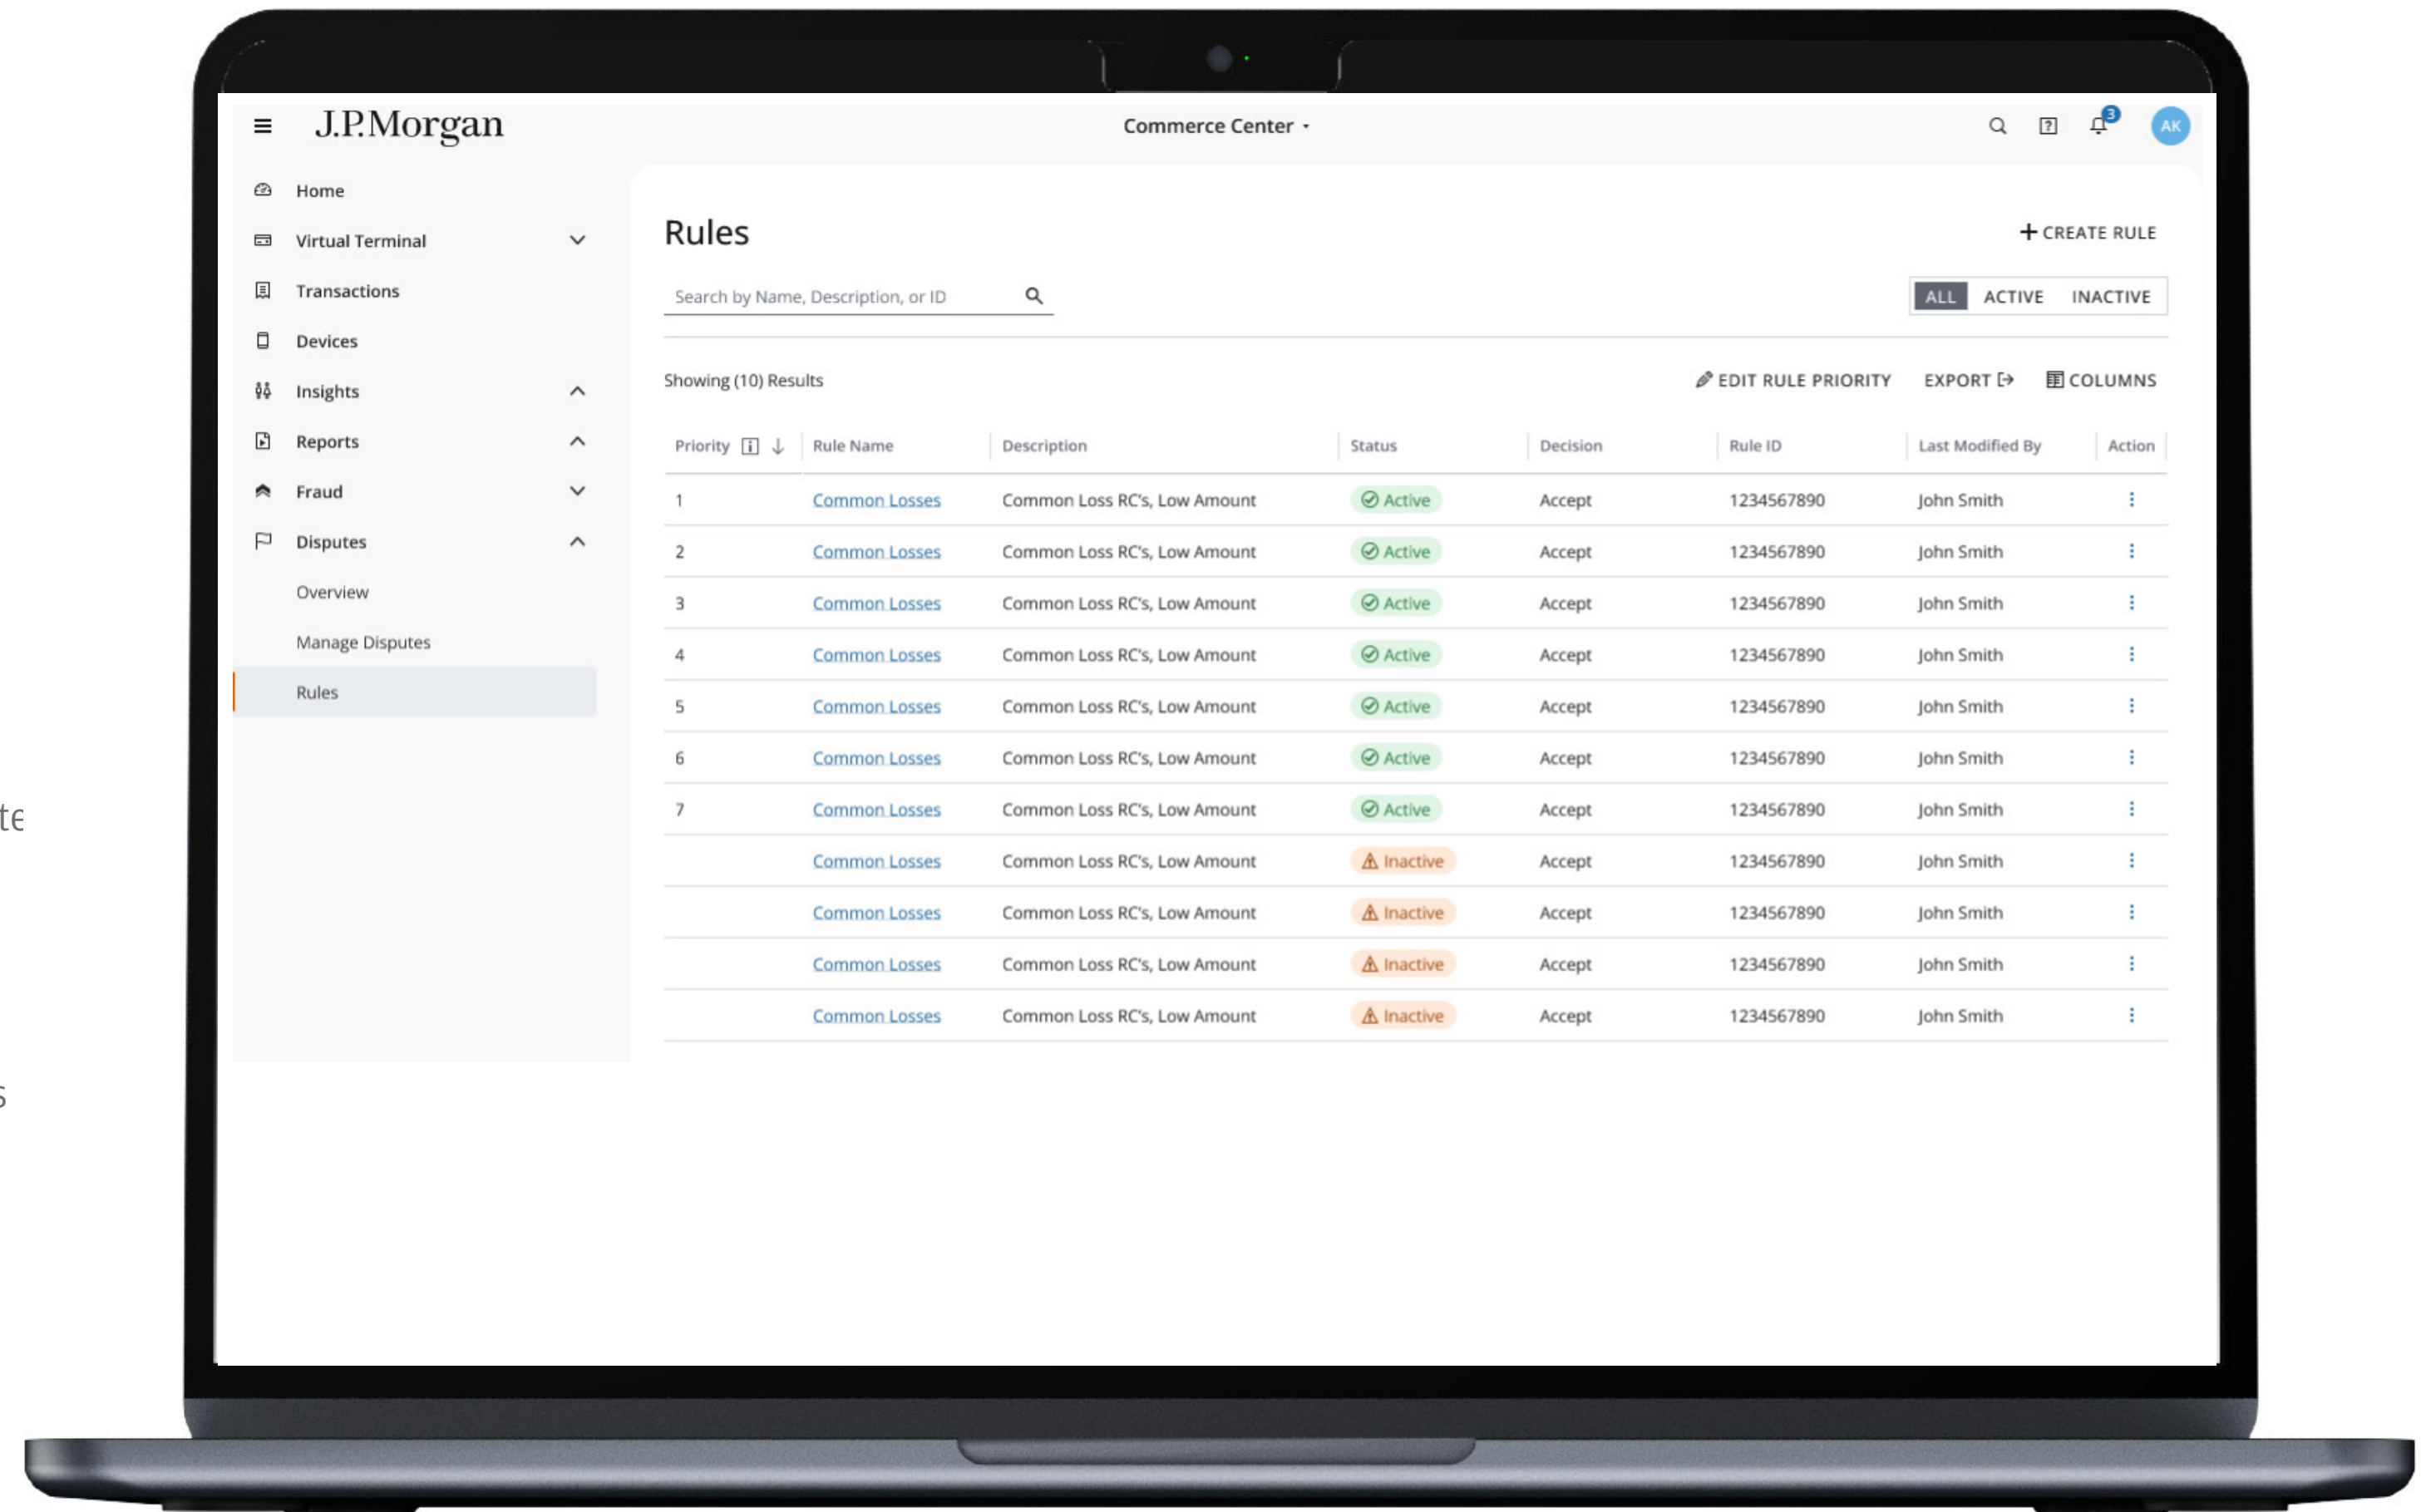 J.P.Morgan
Commerce Center
3
AK
Home
Virtual Terminal
Transactions
Devices
Insights
Reports
Fraud
Disputes
Overview
Manage Disputes
Rules
Rules
CREATE RULE
Search by Name, Description, or ID
ALL ACTIVE INACTIVE
Showing (10) Results
EDIT RULE PRIORITY EXPORT COLUMNS
Priority Rule Name Description Status Decision Rule ID Last Modified By Action
1 Common Losses Common Loss RC's, Low Amount Active Accept 1234567890 John Smith
2 Common Losses Common Loss RC's, Low Amount Active Accept 1234567890 John Smith
3 Common Losses Common Loss RC's, Low Amount Active Accept 1234567890 John Smith
4 Common Losses Common Loss RC's, Low Amount Active Accept 1234567890 John Smith
5 Common Losses Common Loss RC's, Low Amount Active Accept 1234567890 John Smith
6 Common Losses Common Loss RC's, Low Amount Active Accept 1234567890 John Smith
7 Common Losses Common Loss RC's, Low Amount Active Accept 1234567890 John Smith
Common Losses Common Loss RC's, Low Amount Inactive Accept 1234567890 John Smith
Common Losses Common Loss RC's, Low Amount Inactive Accept 1234567890 John Smith
Common Losses Common Loss RC's, Low Amount Inactive Accept 1234567890 John Smith
Common Losses Common Loss RC's, Low Amount Inactive Accept 1234567890 John Smith